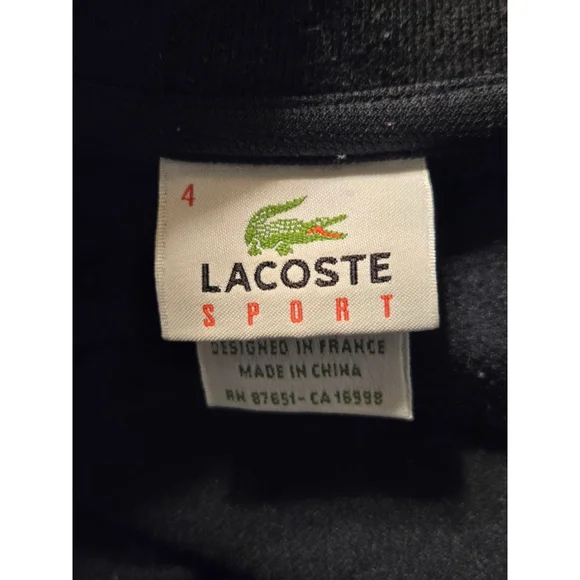 4
LACOSTE
SPORT
DESIGNED IN FRANCE
MADE IN CHINA
RN 87651-CA 16998